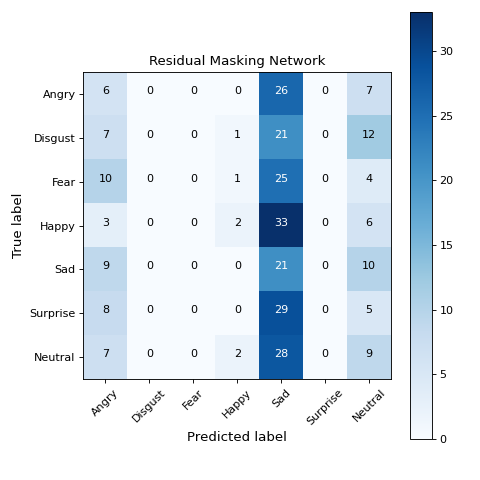 Residual Masking Network
Angry 6 0 0 0 26 0 7
Disgust 7 0 0 1 21 0 12
Fear 10 0 0 1 25 0 4
Happy 3 0 0 2 33 0 6
Sad 9 0 0 0 21 0 10
Surprise 8 0 0 0 29 0 5
Neutral 7 0 0 2 28 0 9
Angry Disgust Fear Happy Sad Surprise Neutral
True label
Predicted label
30
25
20
15
10
5
0